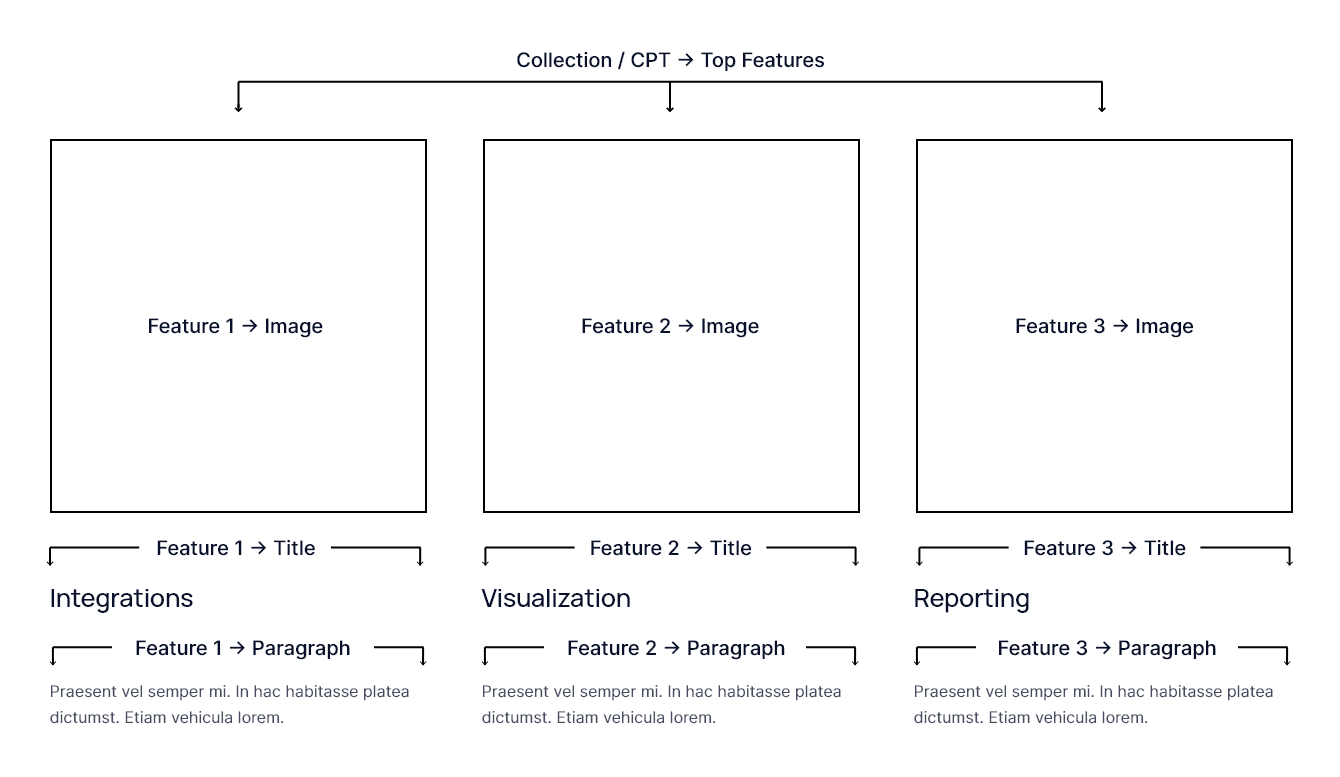 Collection / CPT → Top Features
Feature 1 → Image
Feature 2 → Image
Feature 3 → Image
Feature 1 → Title
Feature 2 → Title
Feature 3 → Title
Integrations
Visualization
Reporting
Feature 1 → Paragraph
Feature 2 → Paragraph
Feature 3 → Paragraph
Praesent vel semper mi. In hac habitasse platea
dictumst. Etiam vehicula lorem.
Praesent vel semper mi. In hac habitasse platea
dictumst. Etiam vehicula lorem.
Praesent vel semper mi. In hac habitasse platea
dictumst. Etiam vehicula lorem.